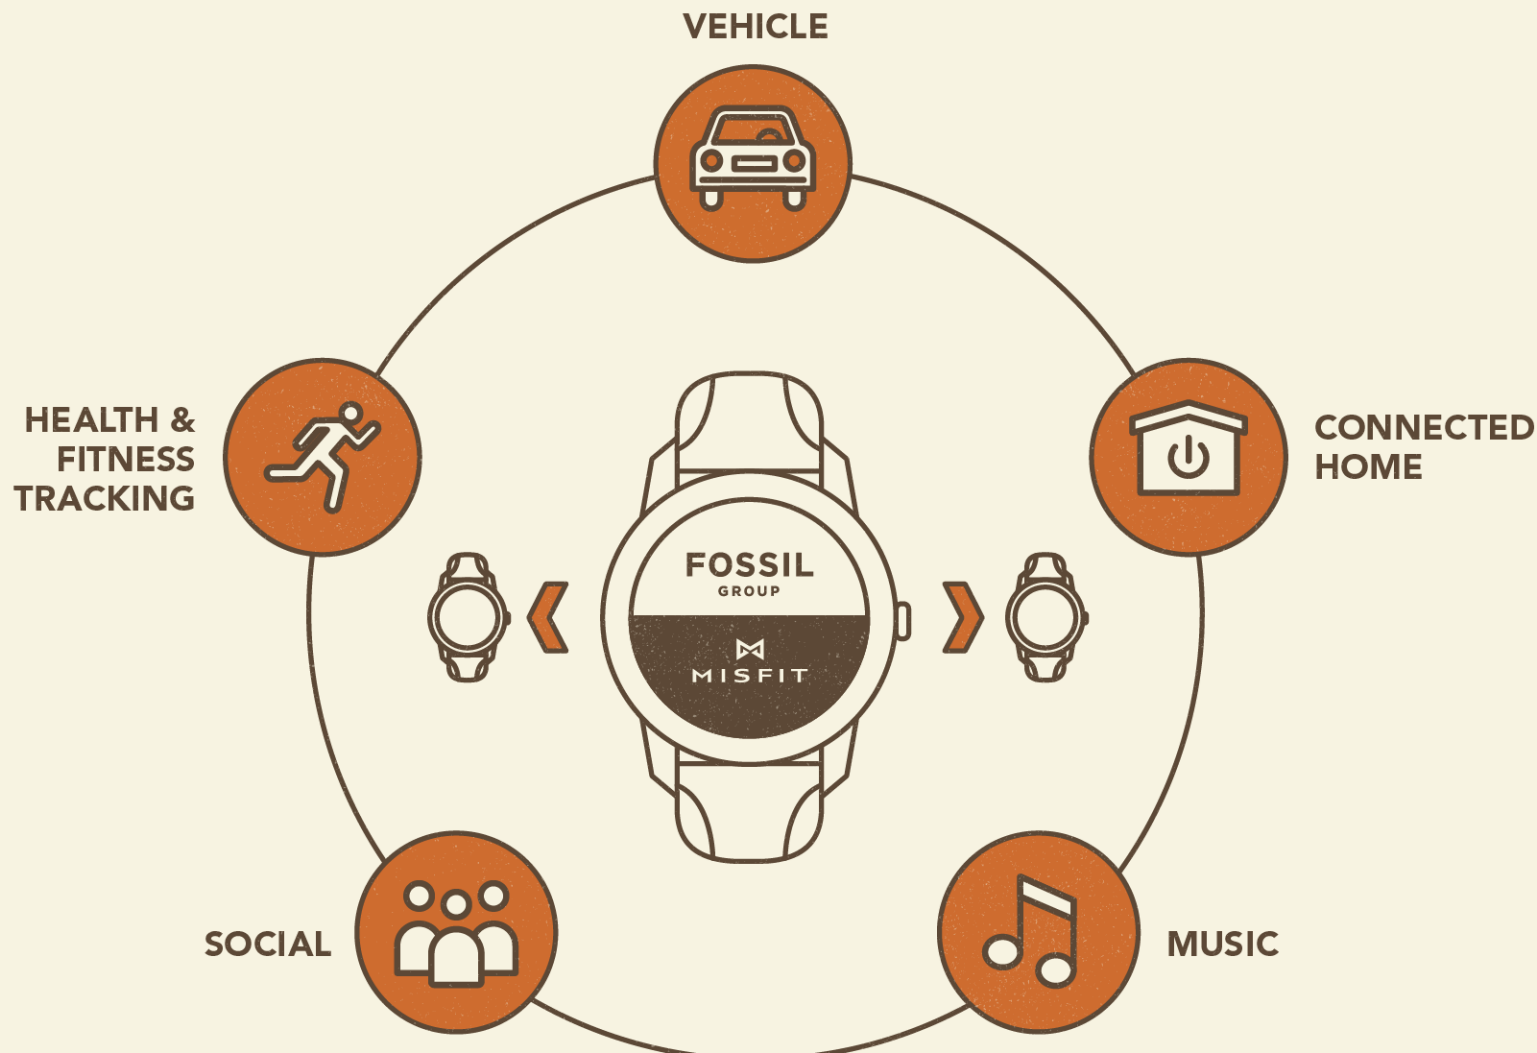 VEHICLE
HEALTH &
FITNESS
TRACKING
CONNECTED
HOME
FOSSIL
GROUP
MISFIT
SOCIAL
MUSIC